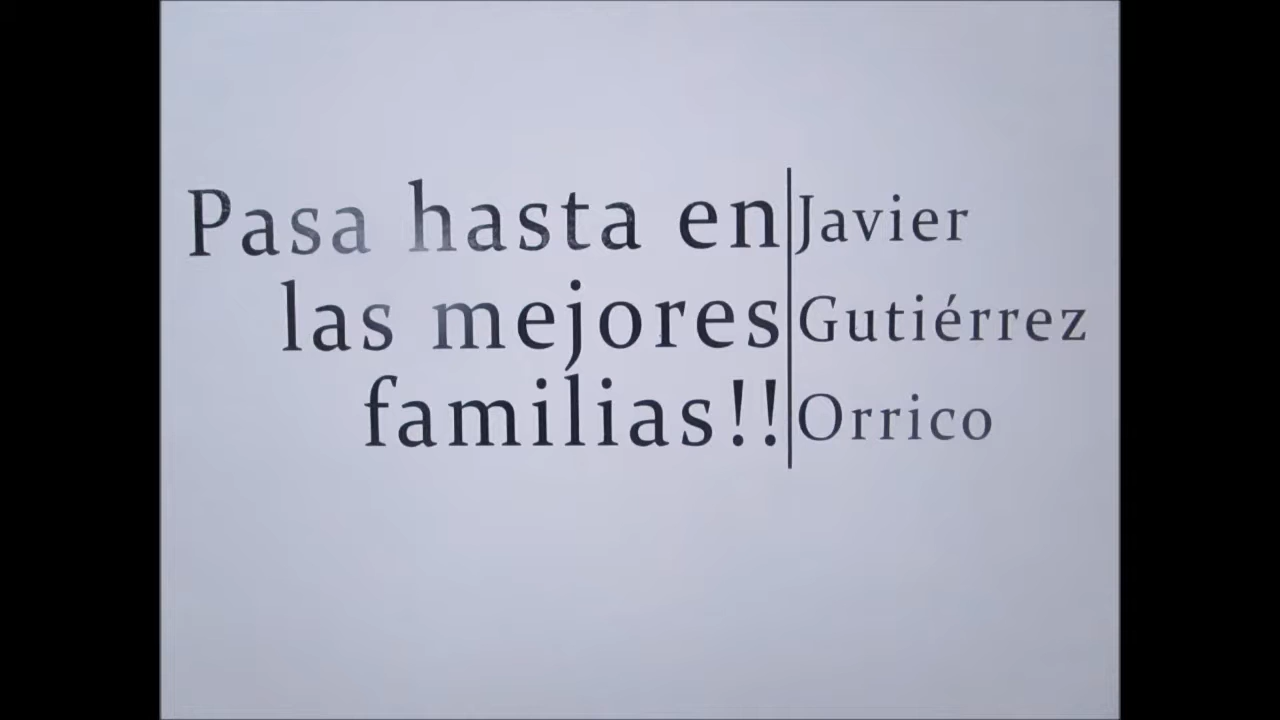 Pasa hasta en
las mejores
familias!!
Javier
Gutiérrez
Orrico